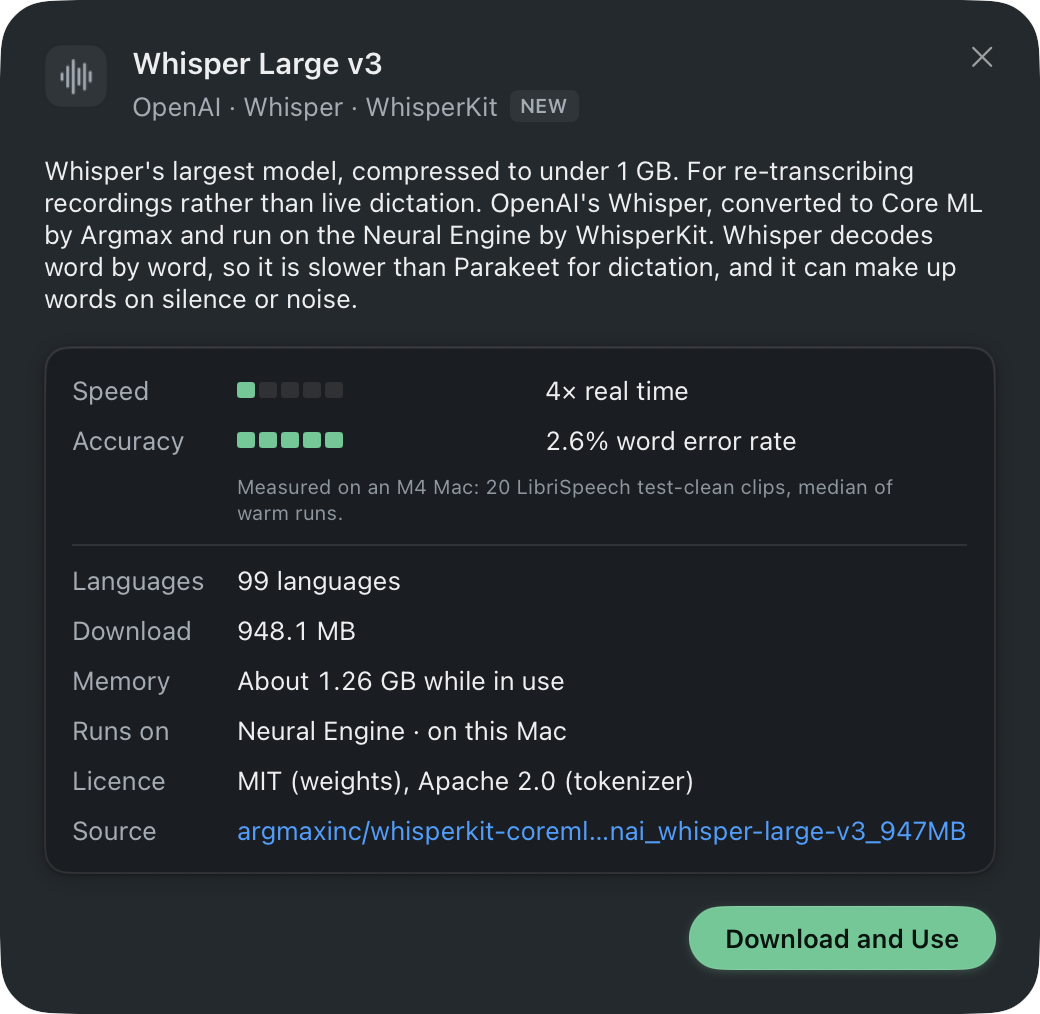 Whisper Large v3
OpenAI · Whisper · WhisperKit NEW
Whisper's largest model, compressed to under 1 GB. For re-transcribing
recordings rather than live dictation. OpenAI's Whisper, converted to Core ML
by Argmax and run on the Neural Engine by WhisperKit. Whisper decodes
word by word, so it is slower than Parakeet for dictation, and it can make up
words on silence or noise.
Speed 4× real time
Accuracy 2.6% word error rate
Measured on an M4 Mac: 20 LibriSpeech test-clean clips, median of
warm runs.
Languages 99 languages
Download 948.1 MB
Memory About 1.26 GB while in use
Runs on Neural Engine · on this Mac
Licence MIT (weights), Apache 2.0 (tokenizer)
Source argmaxinc/whisperkit-coreml...nai_whisper-large-v3_947MB
Download and Use